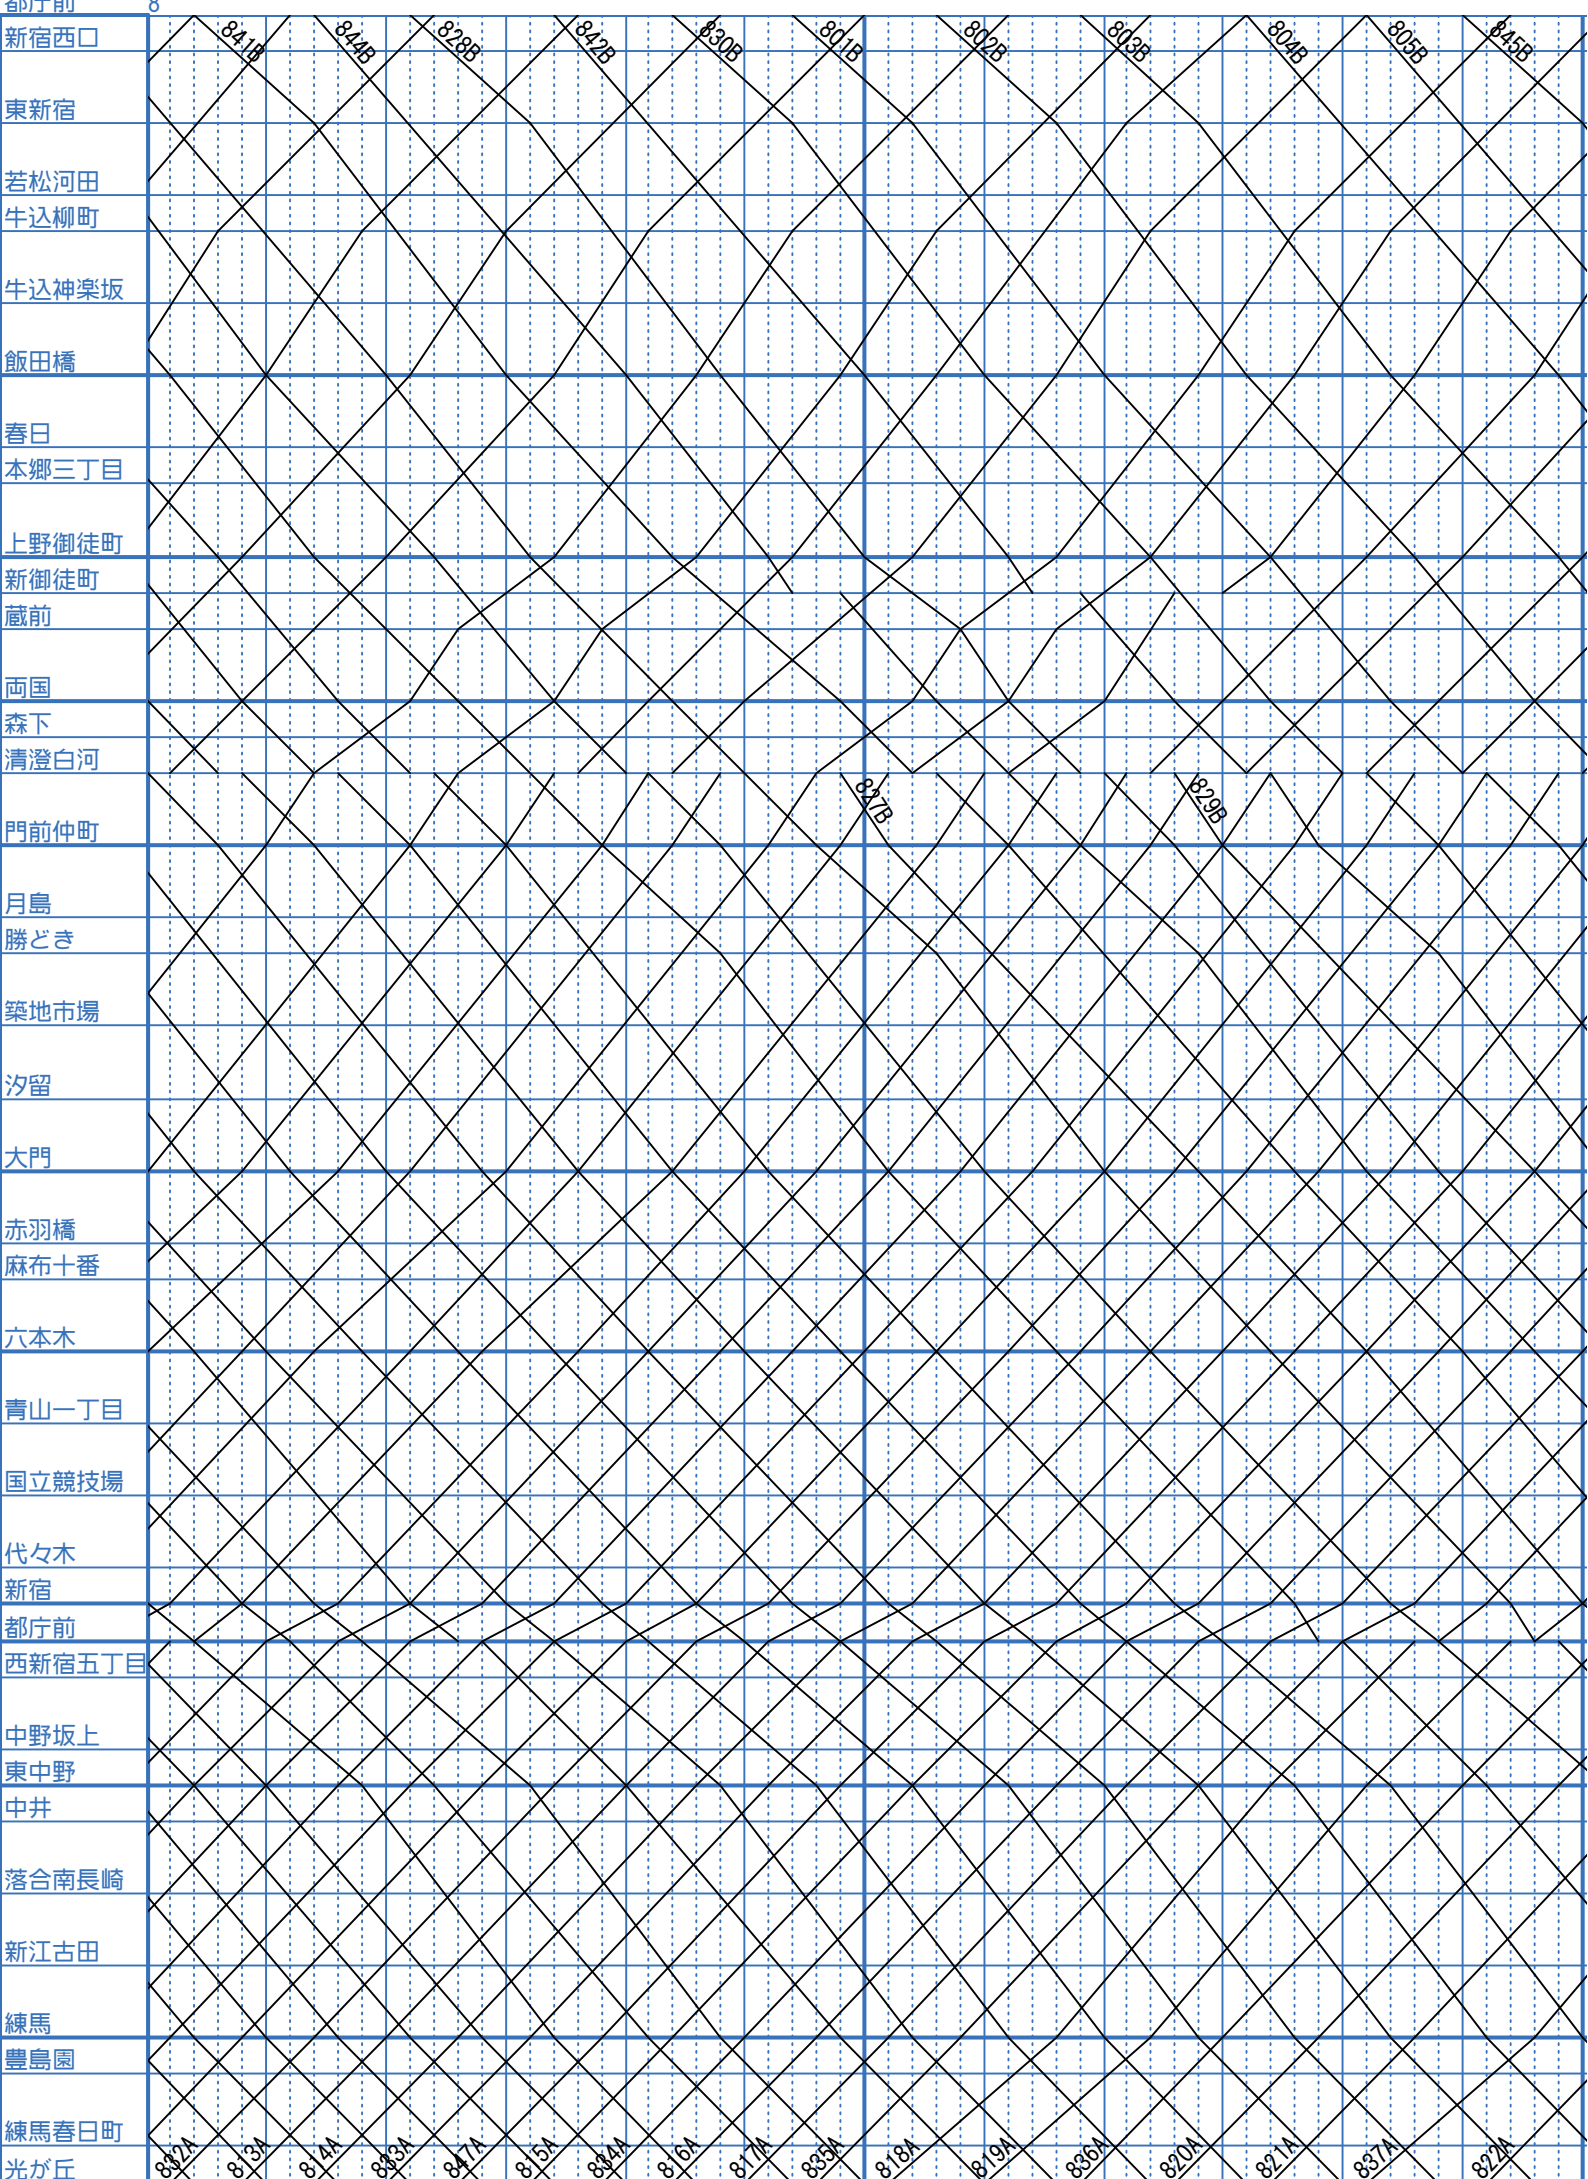 都庁前 8
新宿西口
841B 844B 828B 842B 830B 801B 802B 803B 804B 805B 845B
東新宿
若松河田
牛込柳町
牛込神楽坂
飯田橋
春日
本郷三丁目
上野御徒町
新御徒町
蔵前
両国
森下
清澄白河
827B 829B
門前仲町
月島
勝どき
築地市場
汐留
大門
赤羽橋
麻布十番
六本木
青山一丁目
国立競技場
代々木
新宿
都庁前
西新宿五丁目
中野坂上
東中野
中井
落合南長崎
新江古田
練馬
豊島園
練馬春日町
832A 813A 814A 833A 847A 815A 834A 816A 817A 835A 818A 819A 836A 820A 821A 837A 822A
光が丘